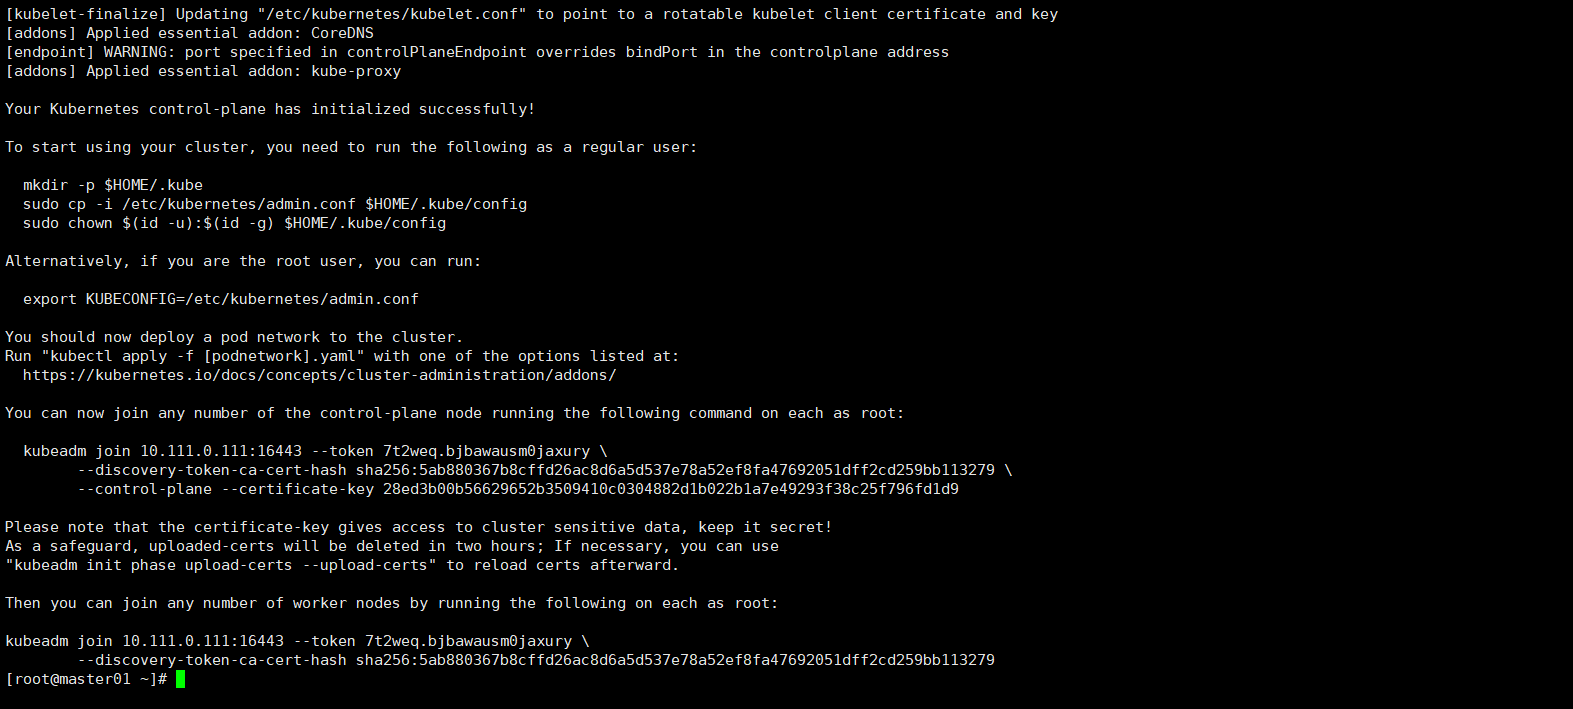 [kubelet-finalize] Updating "/etc/kubernetes/kubelet.conf" to point to a rotatable kubelet client certificate and key
[addons] Applied essential addon: CoreDNS
[endpoint] WARNING: port specified in controlPlaneEndpoint overrides bindPort in the controlplane address
[addons] Applied essential addon: kube-proxy

Your Kubernetes control-plane has initialized successfully!

To start using your cluster, you need to run the following as a regular user:

  mkdir -p $HOME/.kube
  sudo cp -i /etc/kubernetes/admin.conf $HOME/.kube/config
  sudo chown $(id -u):$(id -g) $HOME/.kube/config

Alternatively, if you are the root user, you can run:

  export KUBECONFIG=/etc/kubernetes/admin.conf

You should now deploy a pod network to the cluster.
Run "kubectl apply -f [podnetwork].yaml" with one of the options listed at:
  https://kubernetes.io/docs/concepts/cluster-administration/addons/

You can now join any number of the control-plane node running the following command on each as root:

  kubeadm join 10.111.0.111:16443 --token 7t2weq.bjbawausm0jaxury \
        --discovery-token-ca-cert-hash sha256:5ab880367b8cffd26ac8d6a5d537e78a52ef8fa47692051dff2cd259bb113279 \
        --control-plane --certificate-key 28ed3b00b56629652b3509410c0304882d1b022b1a7e49293f38c25f796fd1d9

Please note that the certificate-key gives access to cluster sensitive data, keep it secret!
As a safeguard, uploaded-certs will be deleted in two hours; If necessary, you can use
"kubeadm init phase upload-certs --upload-certs" to reload certs afterward.

Then you can join any number of worker nodes by running the following on each as root:

kubeadm join 10.111.0.111:16443 --token 7t2weq.bjbawausm0jaxury \
        --discovery-token-ca-cert-hash sha256:5ab880367b8cffd26ac8d6a5d537e78a52ef8fa47692051dff2cd259bb113279
[root@master01 ~]#